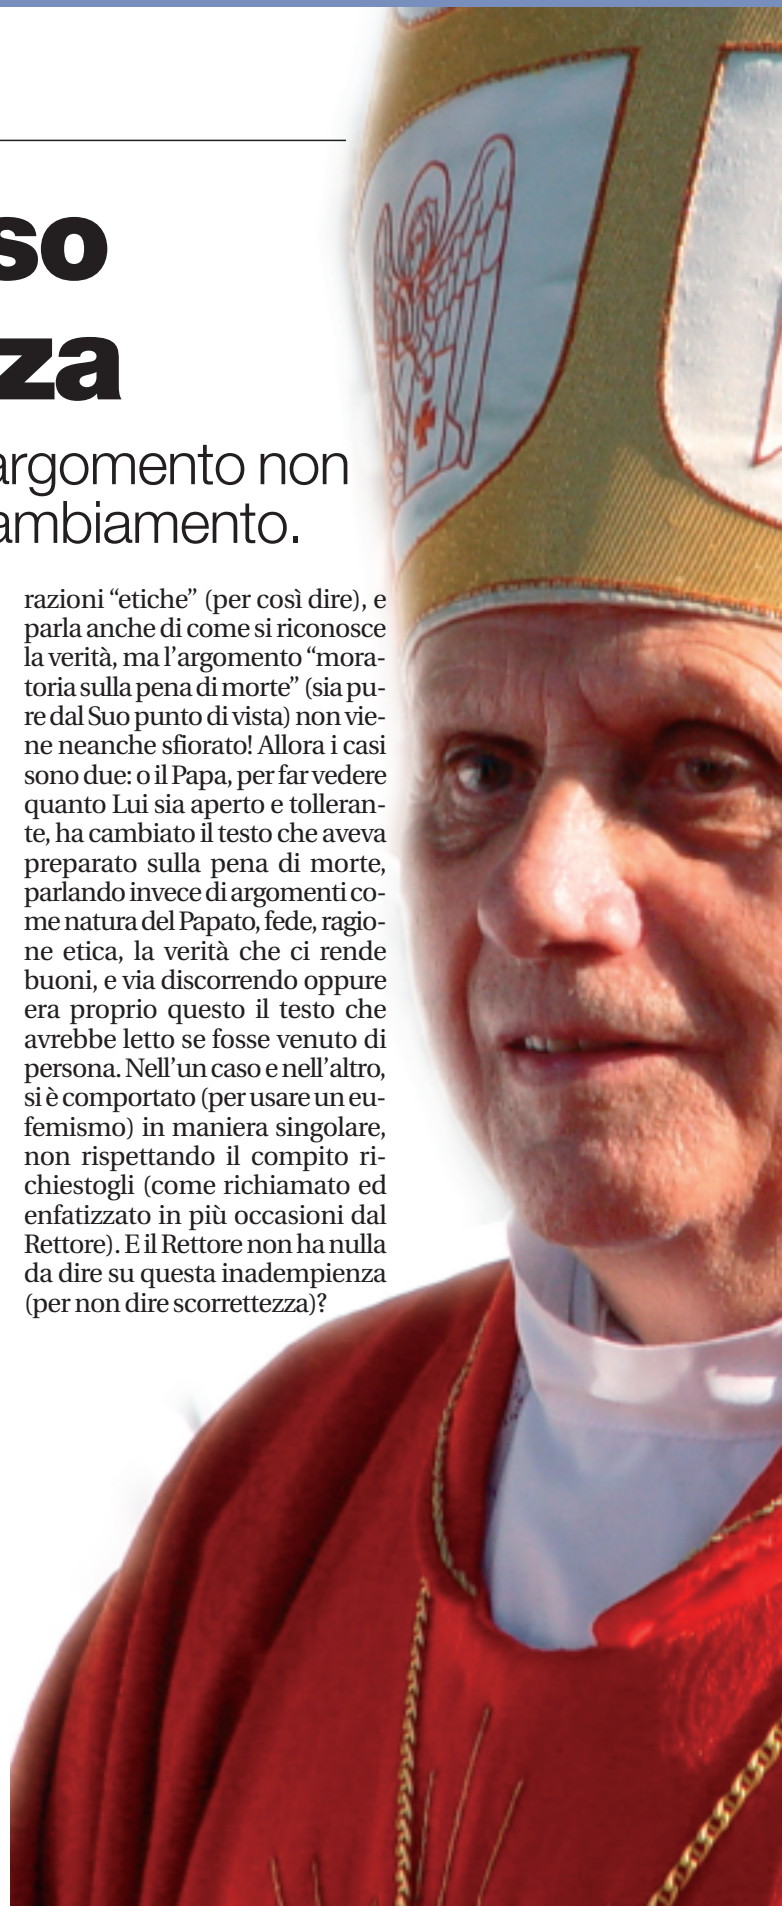 so
za
argomento non
ambiamento.
razioni “etiche” (per così dire), e
parla anche di come si riconosce
la verità, ma l’argomento “mora-
toria sulla pena di morte” (sia pu-
re dal Suo punto di vista) non vie-
ne neanche sfiorato! Allora i casi
sono due: o il Papa, per far vedere
quanto Lui sia aperto e tolleran-
te, ha cambiato il testo che aveva
preparato sulla pena di morte,
parlando invece di argomenti co-
me natura del Papato, fede, ragio-
ne etica, la verità che ci rende
buoni, e via discorrendo oppure
era proprio questo il testo che
avrebbe letto se fosse venuto di
persona. Nell’un caso e nell’altro,
si è comportato (per usare un eu-
femismo) in maniera singolare,
non rispettando il compito ri-
chiestogli (come richiamato ed
enfatizzato in più occasioni dal
Rettore). E il Rettore non ha nulla
da dire su questa inadempienza
(per non dire scorrettezza)?